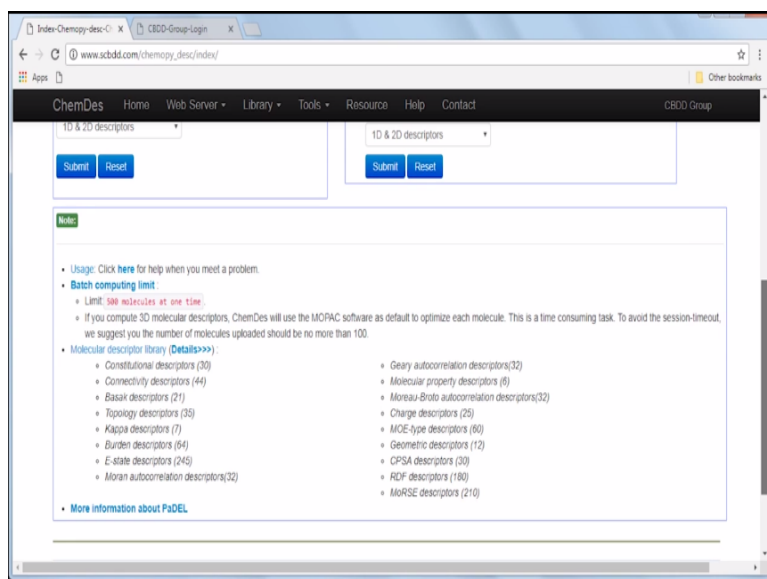 Index-Chemopy-desc-C
CBDD-Group-Login
www.scbdd.com/chemopy_desc/index/
Apps
Other bookmarks
ChemDes Home Web Server Library Tools Resource Help Contact CBDD Group
1D & 2D descriptors
1D & 2D descriptors
Submit Reset
Submit Reset
Note:
Usage: Click here for help when you meet a problem.
Batch computing limit :
Limit: 500 molecules at one time.
If you compute 3D molecular descriptors, ChemDes will use the MOPAC software as default to optimize each molecule. This is a time consuming task. To avoid the session-timeout,
we suggest you the number of molecules uploaded should be no more than 100.
Molecular descriptor library (Details>>>) :
Constitutional descriptors (30)
Connectivity descriptors (44)
Basak descriptors (21)
Topology descriptors (35)
Kappa descriptors (7)
Burden descriptors (64)
E-state descriptors (245)
Moran autocorrelation descriptors(32)
Geary autocorrelation descriptors(32)
Molecular property descriptors (6)
Moreau-Broto autocorrelation descriptors(32)
Charge descriptors (25)
MOE-type descriptors (60)
Geometric descriptors (12)
CPSA descriptors (30)
RDF descriptors (180)
MoRSE descriptors (210)
More information about PaDEL